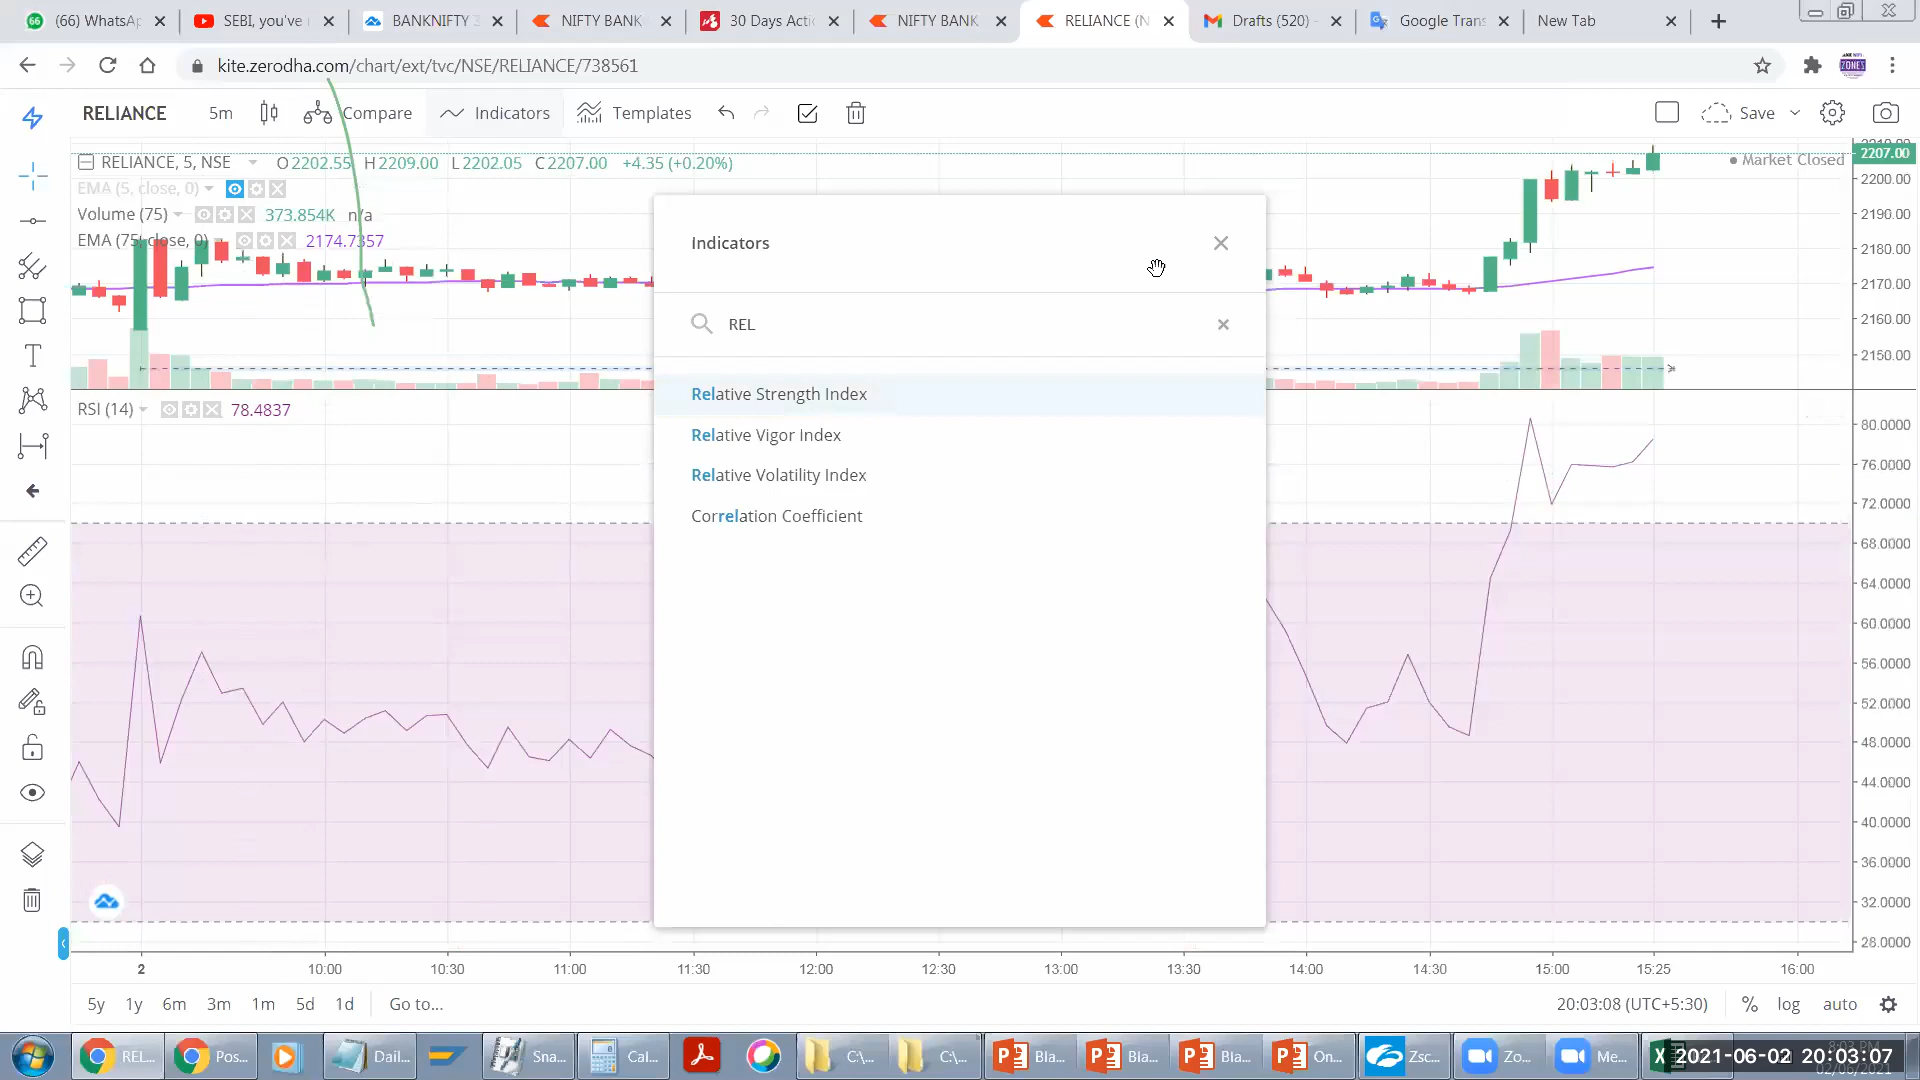 (66) WhatsAp
SEBI, you've
BANKNIFTY 3
NIFTY BANK
30 Days Acti
NIFTY BANK
RELIANCE (N
Drafts (520) -
Google Trans
New Tab
kite.zerodha.com/chart/ext/tvc/NSE/RELIANCE/738561
RELIANCE 5m Compare Indicators Templates Save
RELIANCE, 5, NSE O2202.55 H2209.00 L2202.05 C2207.00 +4.35 (+0.20%)
Market Closed
EMA (5, close, 0)
Volume (75) 373.854K n/a
EMA (75, close, 0) 2174.7357
2207.00
2200.00
2190.00
2180.00
2170.00
2160.00
2150.00
Indicators
REL
Relative Strength Index
Relative Vigor Index
Relative Volatility Index
Correlation Coefficient
RSI (14) 78.4837
80.0000
76.0000
72.0000
68.0000
64.0000
60.0000
56.0000
52.0000
48.0000
44.0000
40.0000
36.0000
32.0000
28.0000
2 10:00 10:30 11:00 11:30 12:00 12:30 13:00 13:30 14:00 14:30 15:00 15:25 16:00
5y 1y 6m 3m 1m 5d 1d Go to...
20:03:08 (UTC+5:30) % log auto
REL... Pos... Dail... Sna... Cal... C:\... C:\... Bla... Bla... Bla... On... Zsc... Zo... Me...
2021-06-02 20:03:07